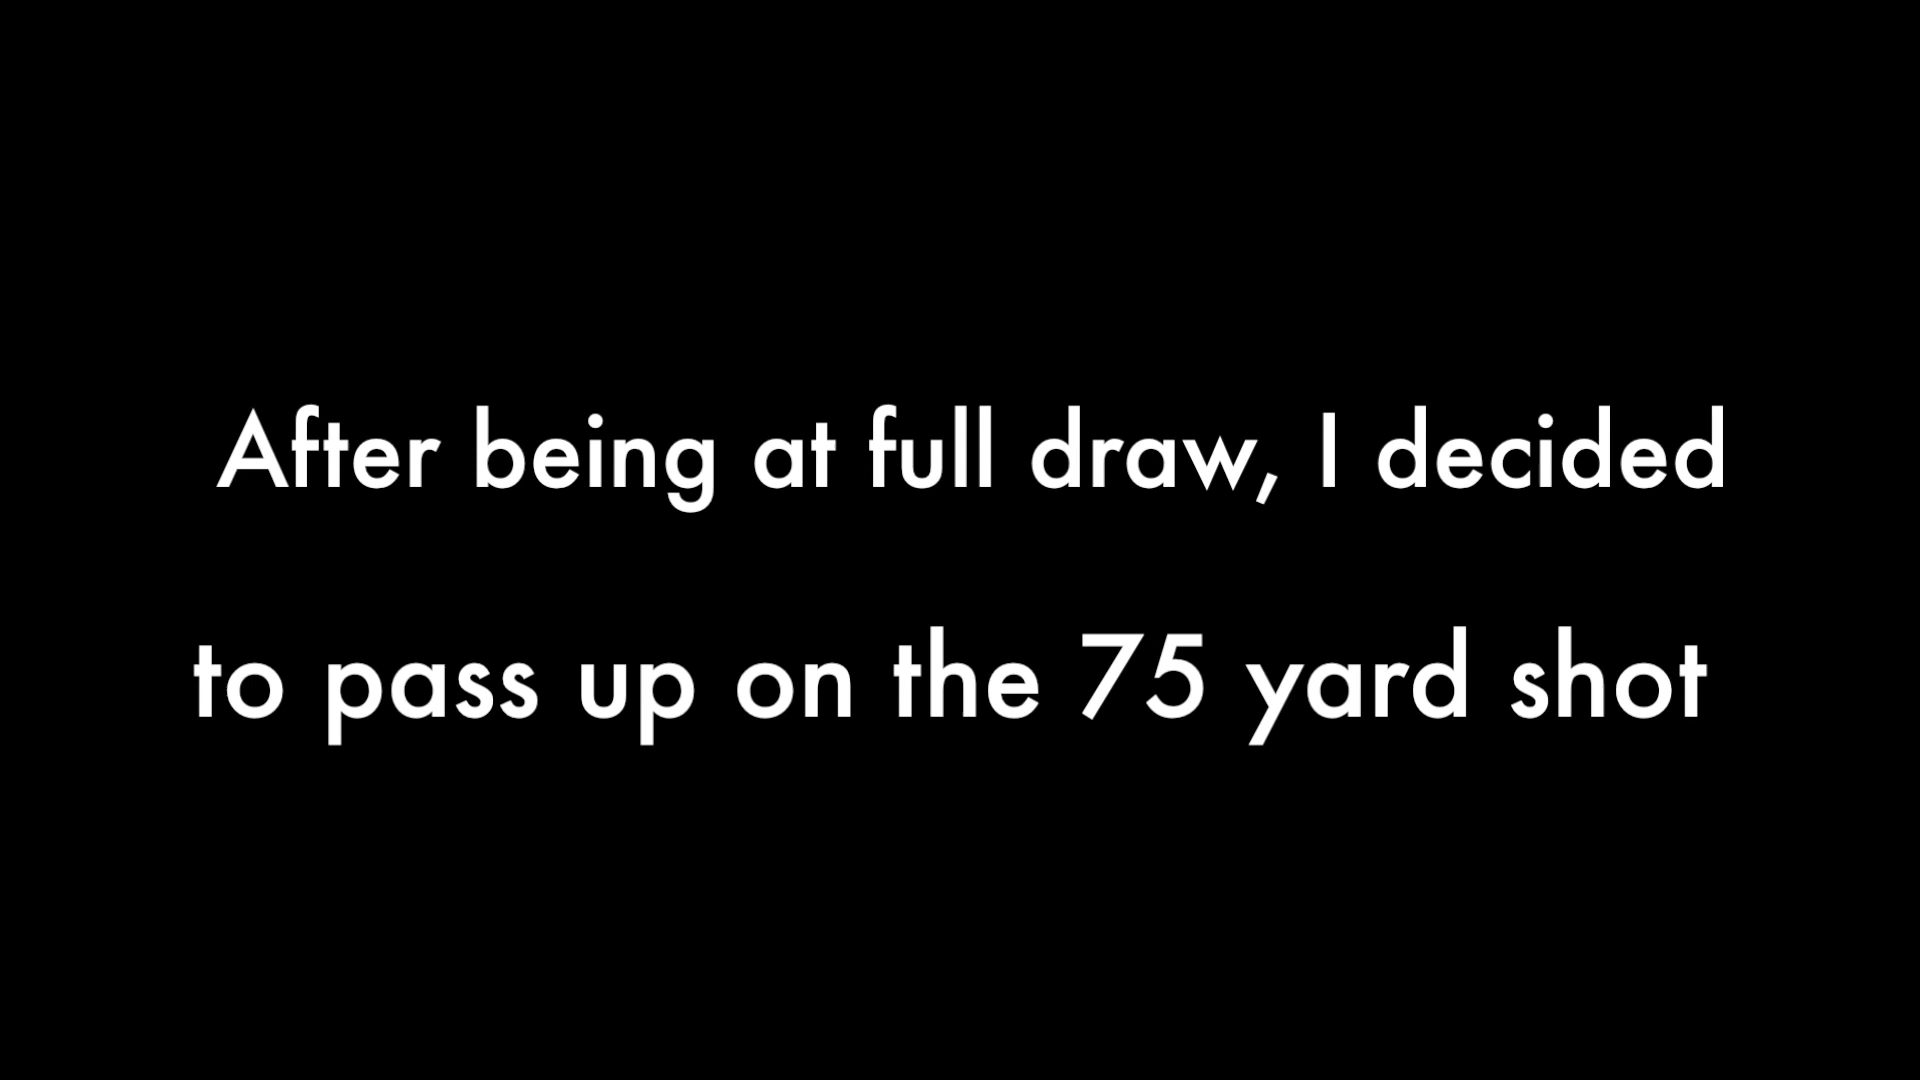 After being at full draw, I decided
to pass up on the 75 yard shot